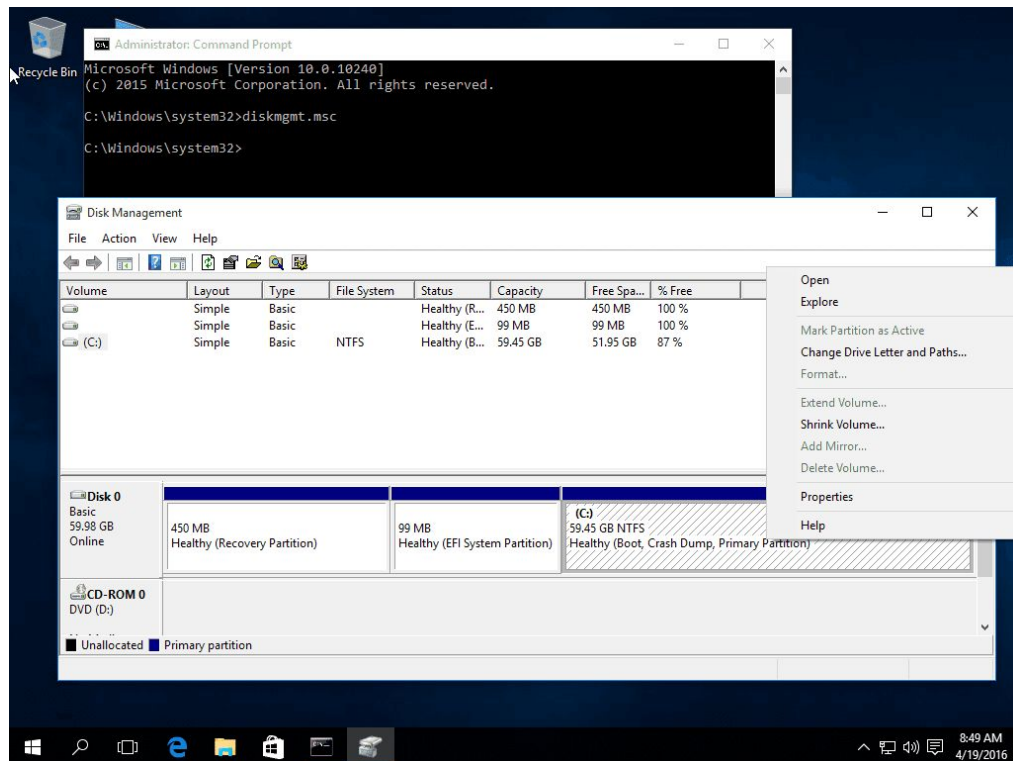 Recycle Bin
Administrator: Command Prompt
Microsoft Windows [Version 10.0.10240]
(c) 2015 Microsoft Corporation. All rights reserved.
C:\Windows\system32>diskmgmt.msc
C:\Windows\system32>
Disk Management
File Action View Help
Volume Layout Type File System Status Capacity Free Spa... % Free
Simple Basic Healthy (R... 450 MB 450 MB 100 %
Simple Basic Healthy (E... 99 MB 99 MB 100 %
(C:) Simple Basic NTFS Healthy (B... 59.45 GB 51.95 GB 87 %
Open
Explore
Mark Partition as Active
Change Drive Letter and Paths...
Format...
Extend Volume...
Shrink Volume...
Add Mirror...
Delete Volume...
Properties
Help
Disk 0
Basic
59.98 GB
Online
450 MB
Healthy (Recovery Partition)
99 MB
Healthy (EFI System Partition)
(C:)
59.45 GB NTFS
Healthy (Boot, Crash Dump, Primary Partition)
CD-ROM 0
DVD (D:)
Unallocated Primary partition
8:49 AM
4/19/2016